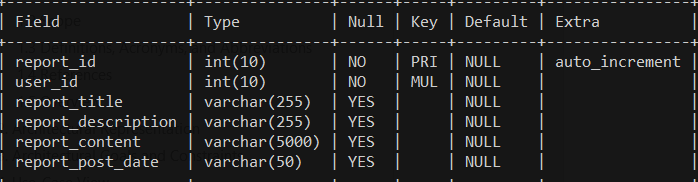 | Field | Type | Null | Key | Default | Extra |
| report_id | int(10) | NO | PRI | NULL | auto_increment |
| user_id | int(10) | NO | MUL | NULL | |
| report_title | varchar(255) | YES | | NULL | |
| report_description | varchar(255) | YES | | NULL | |
| report_content | varchar(5000) | YES | | NULL | |
| report_post_date | varchar(50) | YES | | NULL | |